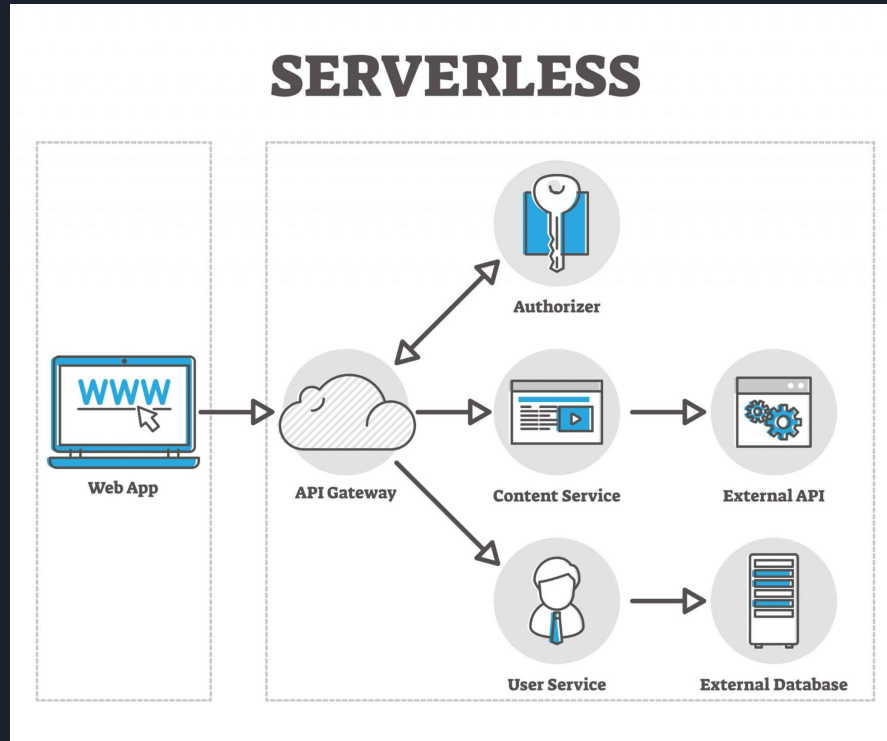 SERVERLESS
Authorizer
WWW
Web App
API Gateway
Content Service
External API
User Service
External Database